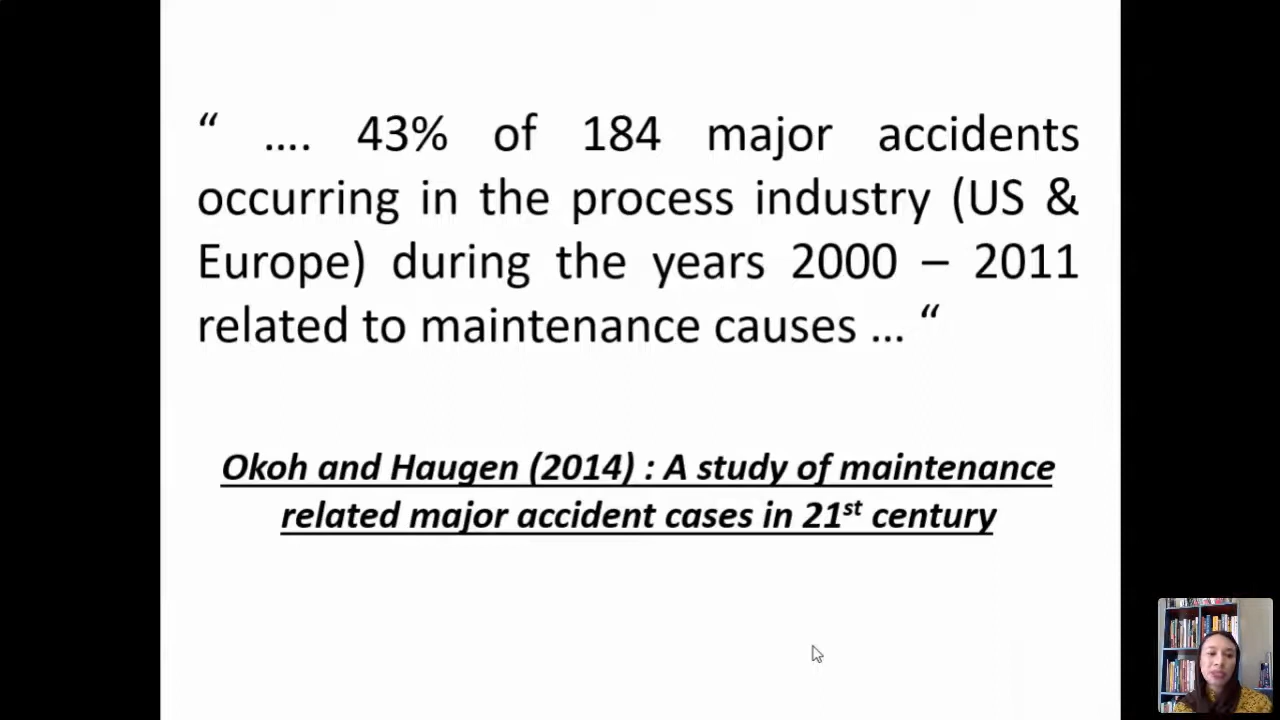 “ .... 43% of 184 major accidents
occurring in the process industry (US &
Europe) during the years 2000 – 2011
related to maintenance causes ... “
Okoh and Haugen (2014) : A study of maintenance
related major accident cases in 21st century